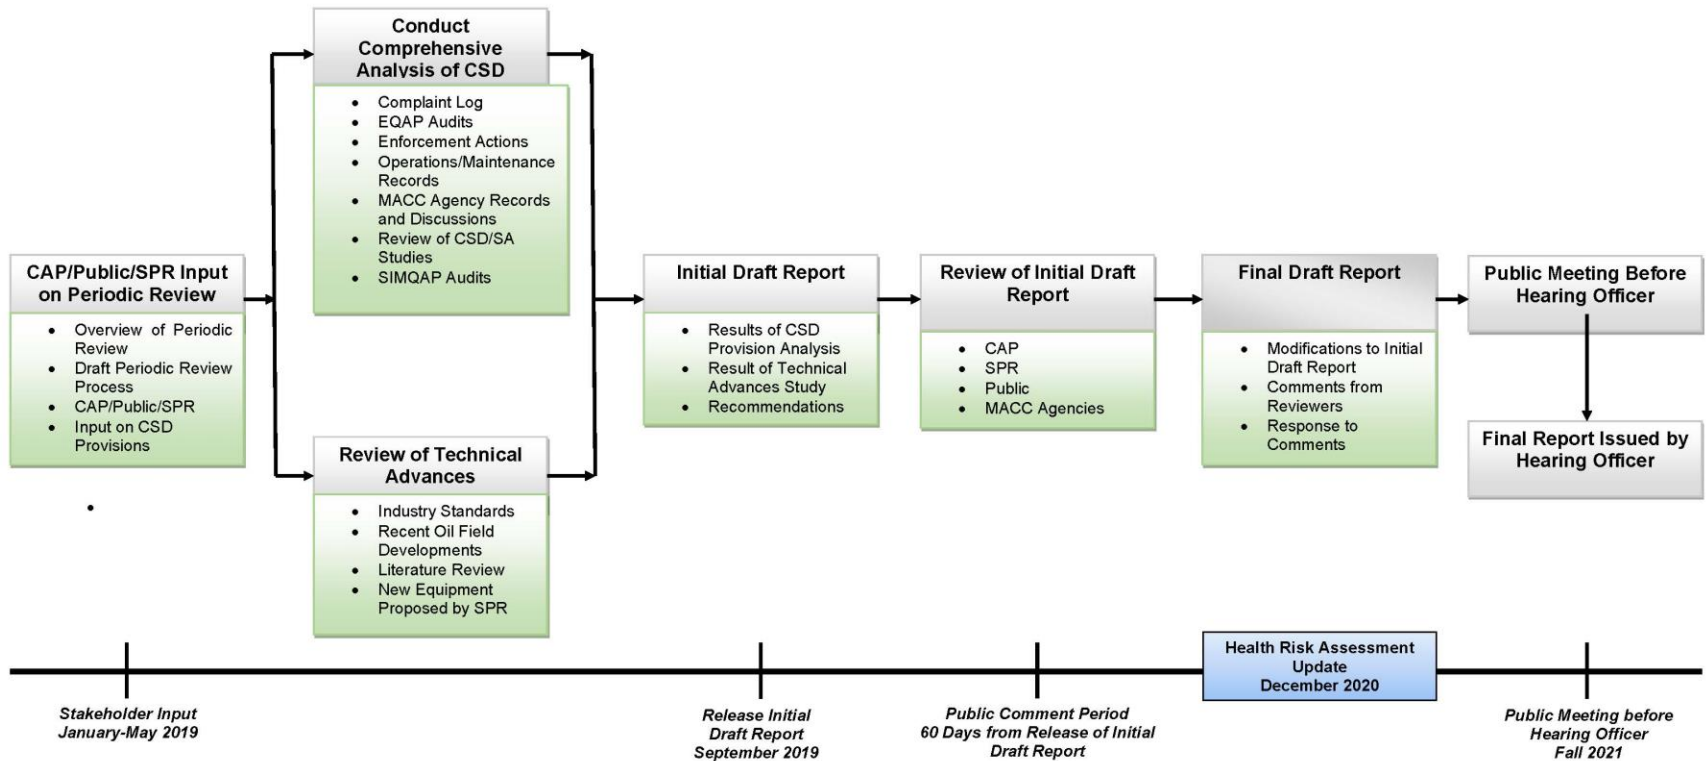 Conduct
Comprehensive
Analysis of CSD
• Complaint Log
• EQAP Audits
• Enforcement Actions
• Operations/Maintenance
Records
• MACC Agency Records
and Discussions
• Review of CSD/SA
Studies
• SIMQAP Audits
CAP/Public/SPR Input
on Periodic Review
• Overview of Periodic
Review
• Draft Periodic Review
Process
• CAP/Public/SPR
• Input on CSD
Provisions
•
Review of Technical
Advances
• Industry Standards
• Recent Oil Field
Developments
• Literature Review
• New Equipment
Proposed by SPR
Initial Draft Report
• Results of CSD
Provision Analysis
• Result of Technical
Advances Study
• Recommendations
Review of Initial Draft
Report
• CAP
• SPR
• Public
• MACC Agencies
Final Draft Report
• Modifications to Initial
Draft Report
• Comments from
Reviewers
• Response to
Comments
Public Meeting Before
Hearing Officer
Final Report Issued by
Hearing Officer
Health Risk Assessment
Update
December 2020
Stakeholder Input
January-May 2019
Release Initial
Draft Report
September 2019
Public Comment Period
60 Days from Release of Initial
Draft Report
Public Meeting before
Hearing Officer
Fall 2021